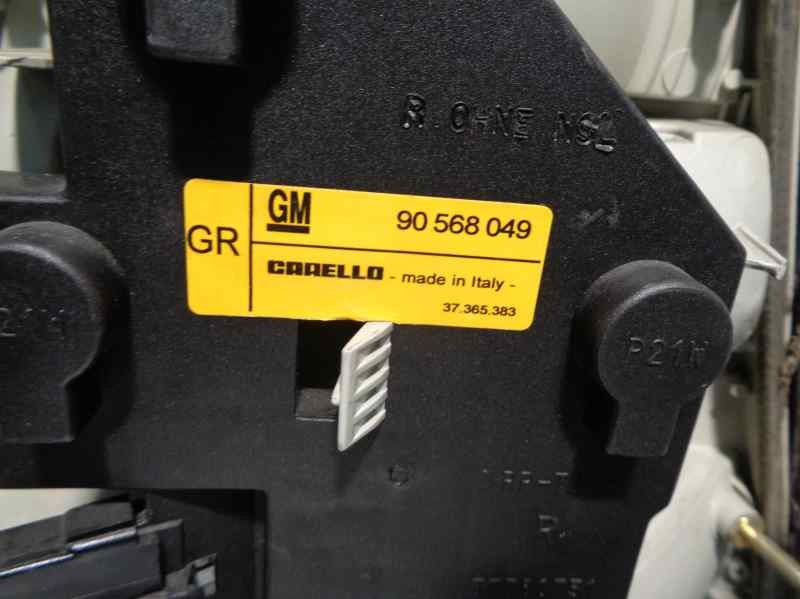 R.OHNE NSL
GM
90 568 049
GR
CARELLO - made in Italy -
37.365.383
P21W